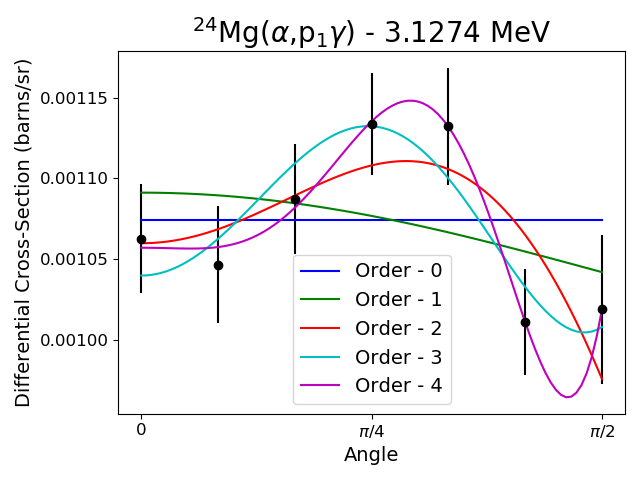 ²⁴Mg(α,p₁γ) - 3.1274 MeV
Differential Cross-Section (barns/sr)
0.00115
0.00110
0.00105
0.00100
Order - 0
Order - 1
Order - 2
Order - 3
Order - 4
0
π/4
π/2
Angle